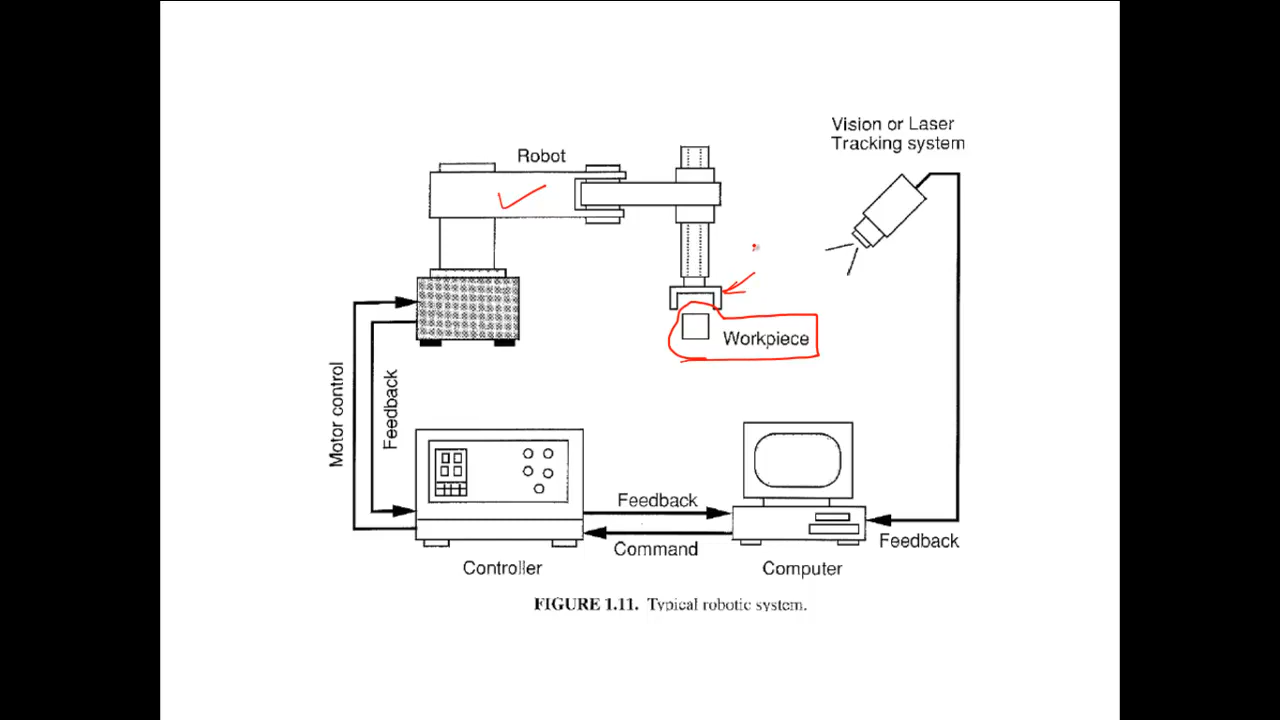 Vision or Laser
Tracking system
Robot
Workpiece
Motor control
Feedback
Feedback
Command
Feedback
Controller
Computer
FIGURE 1.11. Typical robotic system.